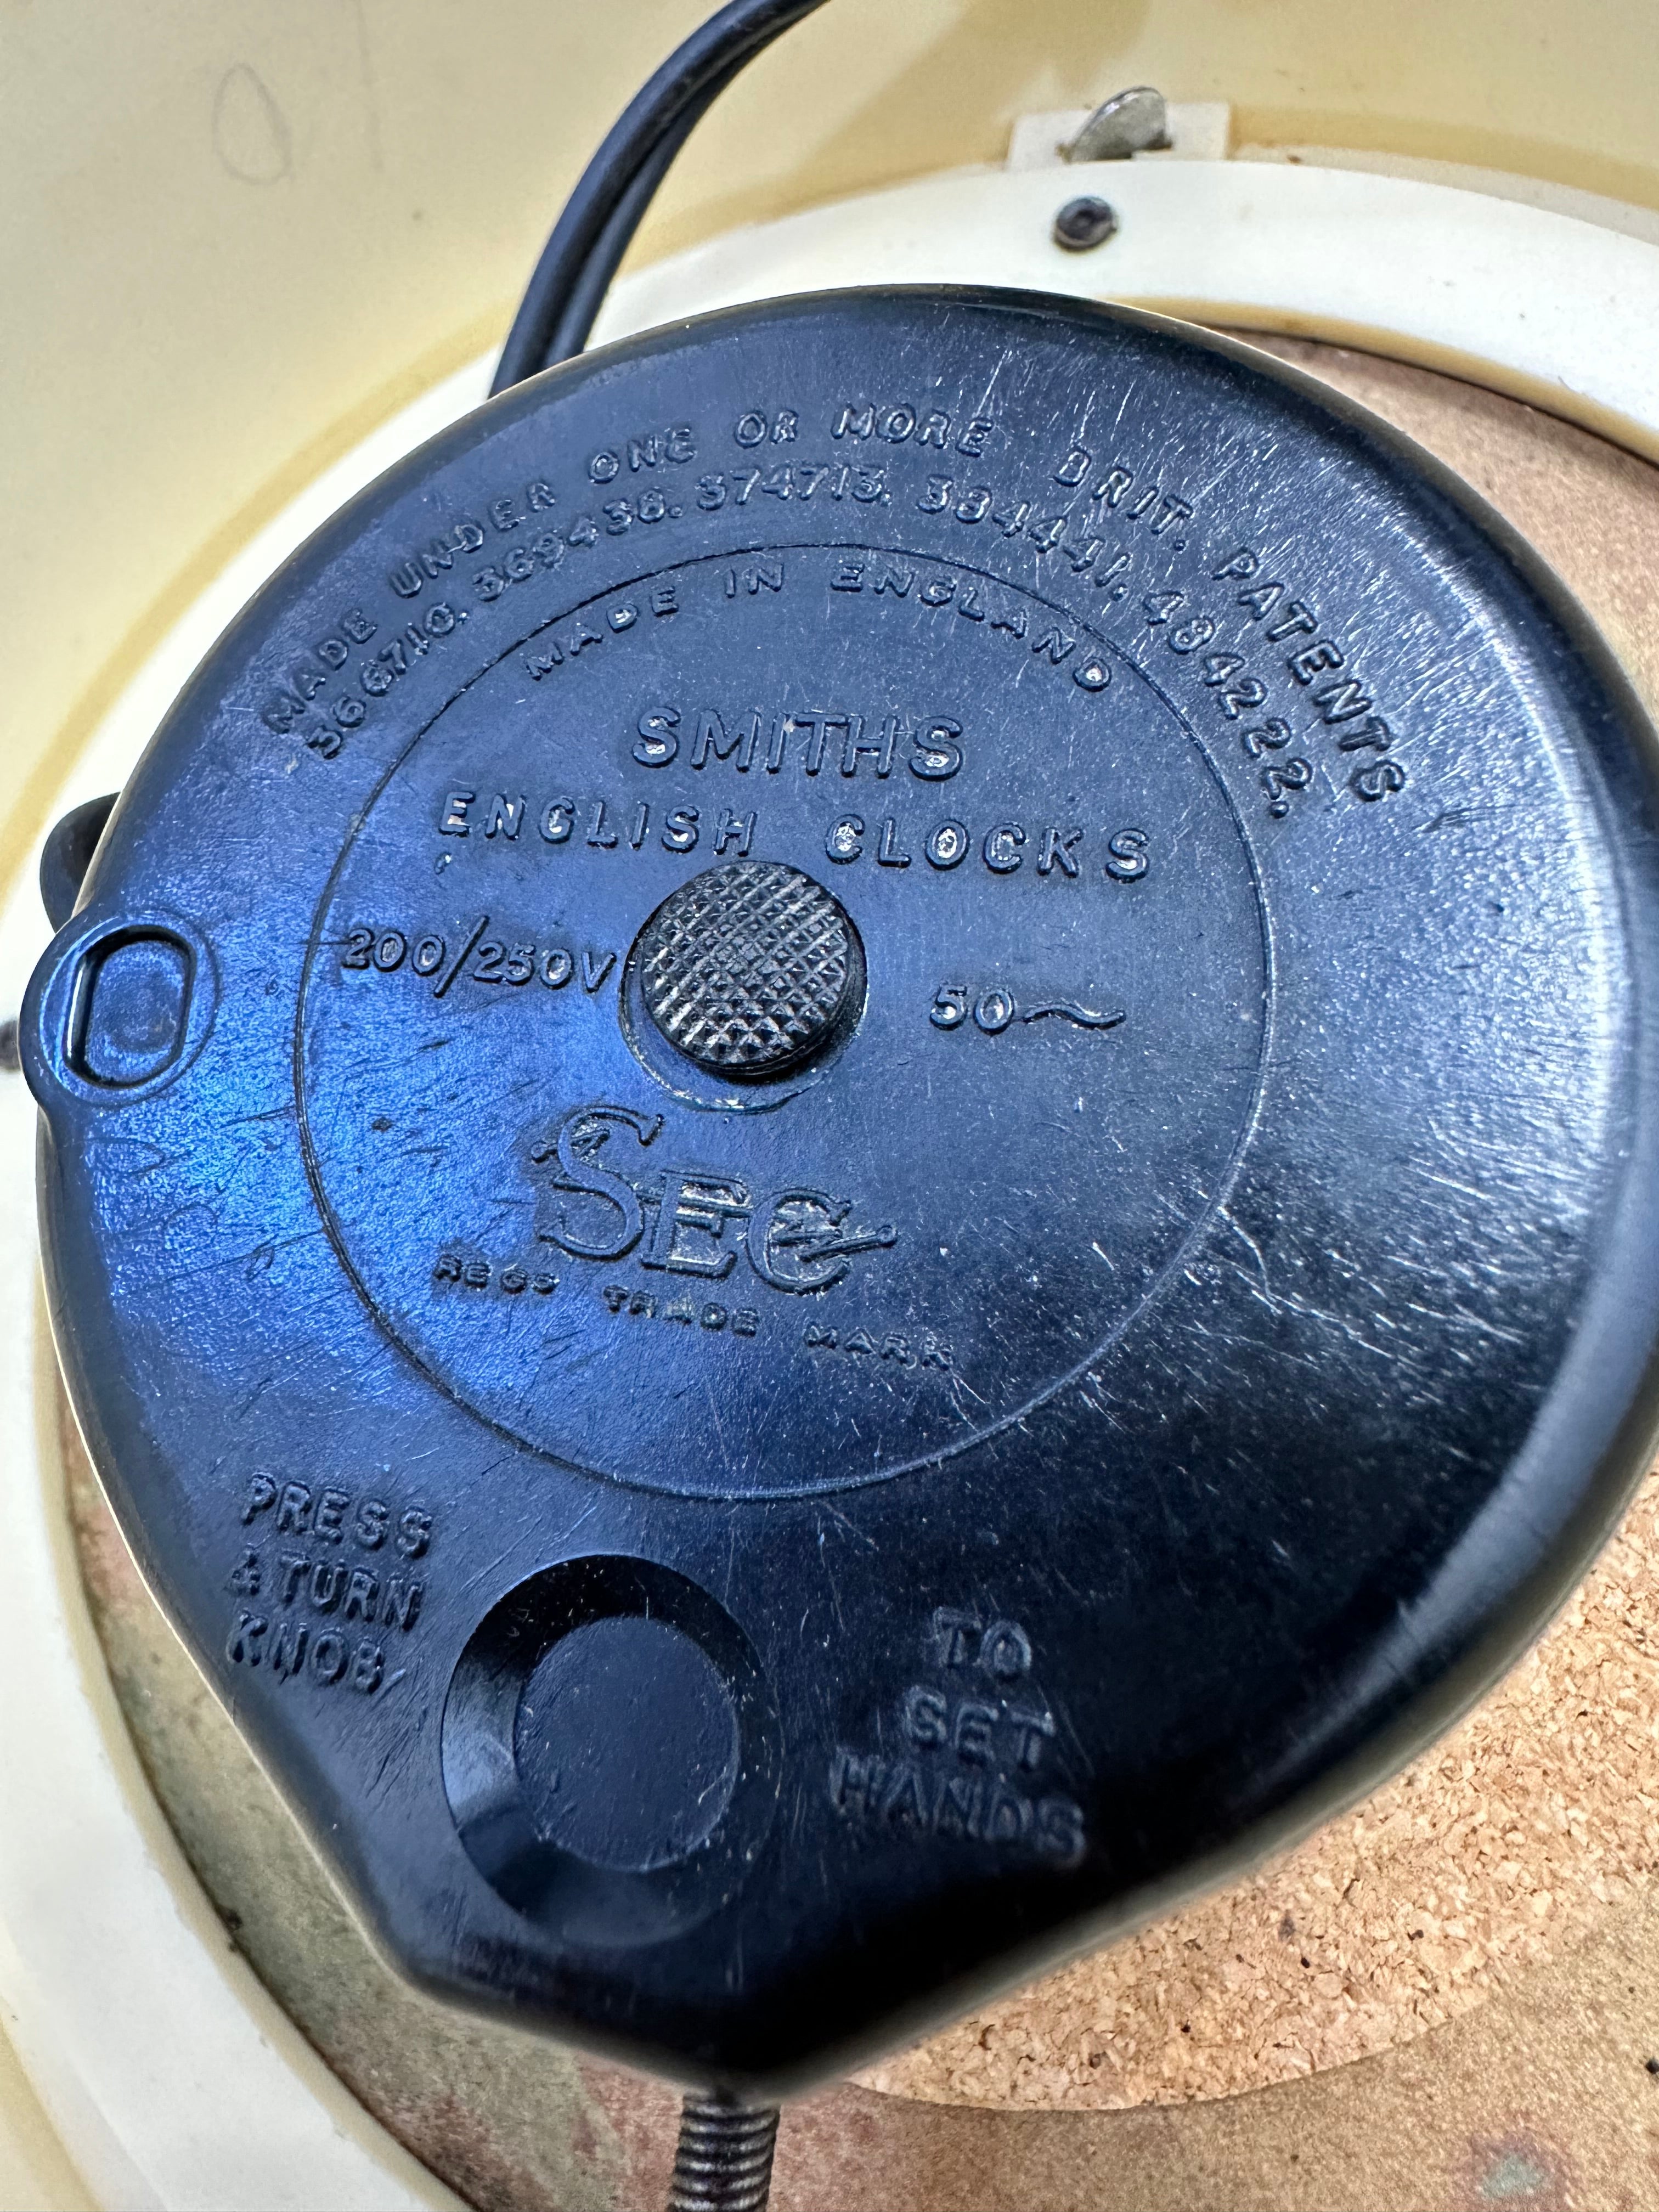 MADE UNDER ONE OR MORE BRIT. PATENTS
366710. 369438. 374713. 384441. 484222.
MADE IN ENGLAND
SMITHS
ENGLISH CLOCKS
200/250V 50~
SEC
REGD TRADE MARK
PRESS
& TURN
KNOB
TO
SET
HANDS